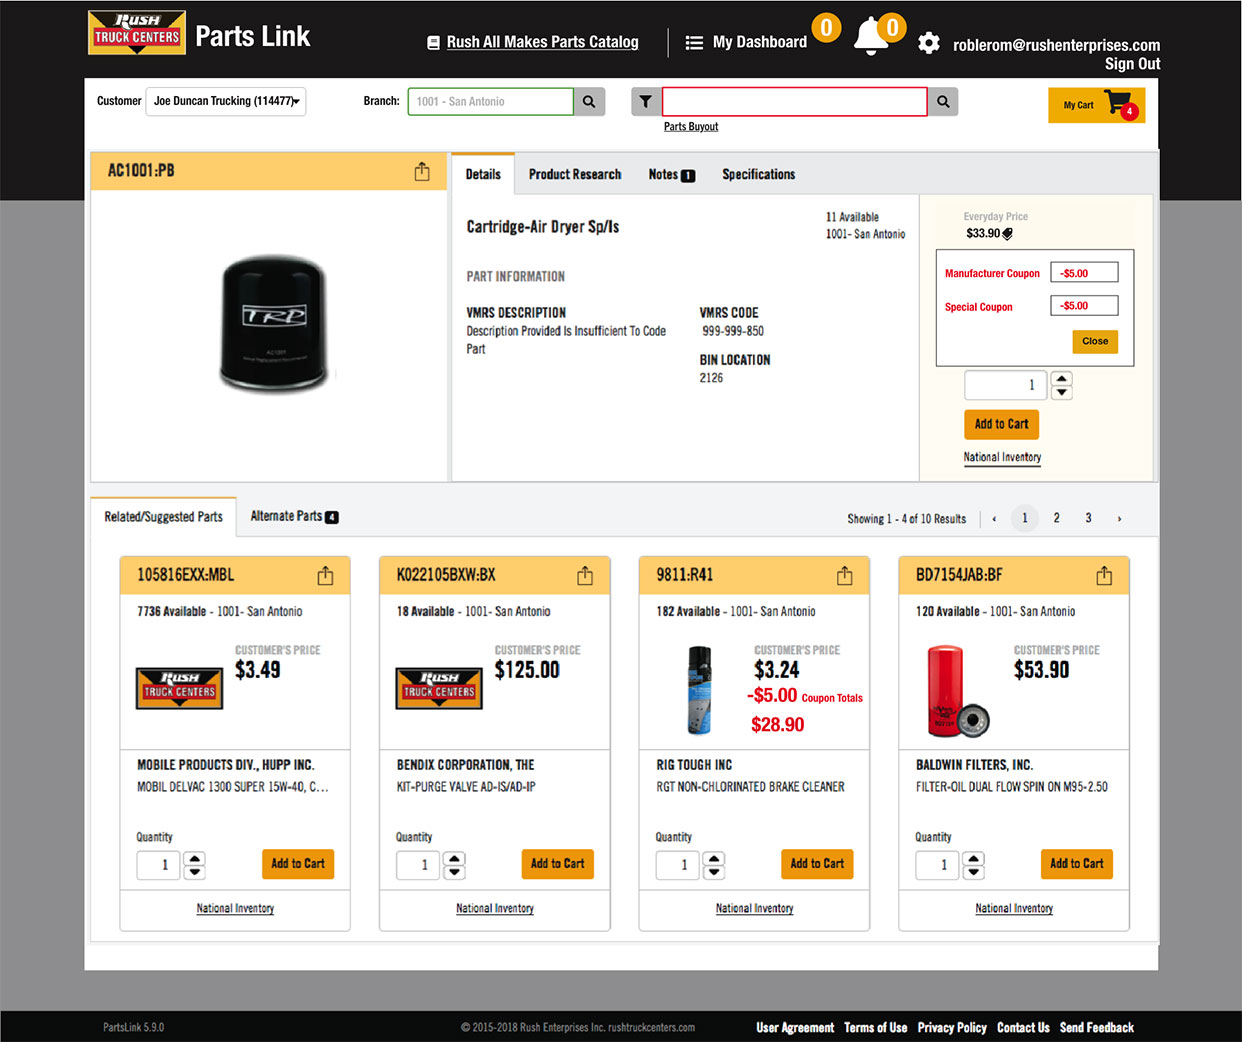 RUSH
TRUCK CENTERS
Parts Link
Rush All Makes Parts Catalog
My Dashboard
0
0
roblerom@rushenterprises.com
Sign Out
Customer
Joe Duncan Trucking (114477)
Branch:
1001 - San Antonio
Parts Buyout
My Cart
4
AC1001:PB
TRP
AC1001
Details
Product Research
Notes 1
Specifications
Cartridge-Air Dryer Sp/Is
11 Available
1001- San Antonio
PART INFORMATION
VMRS DESCRIPTION
Description Provided Is Insufficient To Code
Part
VMRS CODE
999-999-850
BIN LOCATION
2126
Everyday Price
$33.90
Manufacturer Coupon
-$5.00
Special Coupon
-$5.00
Close
1
Add to Cart
National Inventory
Related/Suggested Parts
Alternate Parts 4
Showing 1 - 4 of 10 Results
‹ 1 2 3 ›
105816EXX:MBL
7736 Available - 1001- San Antonio
RUSH
TRUCK CENTERS
CUSTOMER'S PRICE
$3.49
MOBILE PRODUCTS DIV., HUPP INC.
MOBIL DELVAC 1300 SUPER 15W-40, C...
Quantity
1
Add to Cart
National Inventory
K022105BXW:BX
18 Available - 1001- San Antonio
RUSH
TRUCK CENTERS
CUSTOMER'S PRICE
$125.00
BENDIX CORPORATION, THE
KIT-PURGE VALVE AD-IS/AD-IP
Quantity
1
Add to Cart
National Inventory
9811:R41
182 Available - 1001- San Antonio
CUSTOMER'S PRICE
$3.24
-$5.00 Coupon Totals
$28.90
RIG TOUGH INC
RGT NON-CHLORINATED BRAKE CLEANER
Quantity
1
Add to Cart
National Inventory
BD7154JAB:BF
120 Available - 1001- San Antonio
CUSTOMER'S PRICE
$53.90
BALDWIN FILTERS, INC.
FILTER-OIL DUAL FLOW SPIN ON M95-2.50
Quantity
1
Add to Cart
National Inventory
PartsLink 5.9.0
© 2015-2018 Rush Enterprises Inc. rushtruckcenters.com
User Agreement
Terms of Use
Privacy Policy
Contact Us
Send Feedback